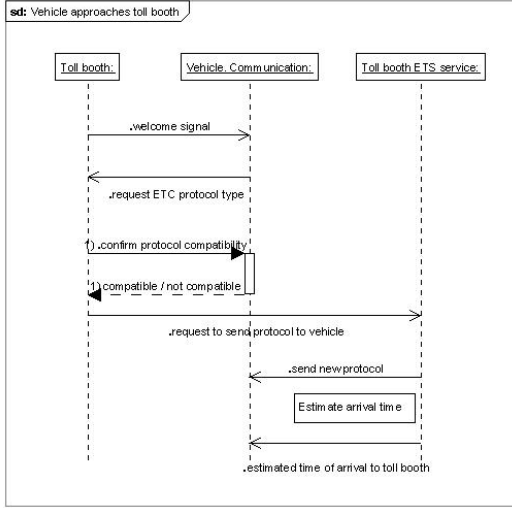 sd: Vehicle approaches toll booth
Toll booth: Vehicle. Communication: Toll booth ETS service:
.welcome signal
.request ETC protocol type
1) .confirm protocol compatibility
1) compatible / not compatible
.request to send protocol to vehicle
.send new protocol
Estimate arrival time
.estimated time of arrival to toll booth